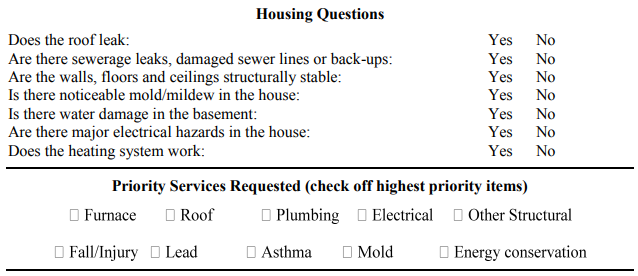 Housing Questions
Does the roof leak: Yes No
Are there sewerage leaks, damaged sewer lines or back-ups: Yes No
Are the walls, floors and ceilings structurally stable: Yes No
Is there noticeable mold/mildew in the house: Yes No
Is there water damage in the basement: Yes No
Are there major electrical hazards in the house: Yes No
Does the heating system work: Yes No
Priority Services Requested (check off highest priority items)
☐ Furnace ☐ Roof ☐ Plumbing ☐ Electrical ☐ Other Structural
☐ Fall/Injury ☐ Lead ☐ Asthma ☐ Mold ☐ Energy conservation